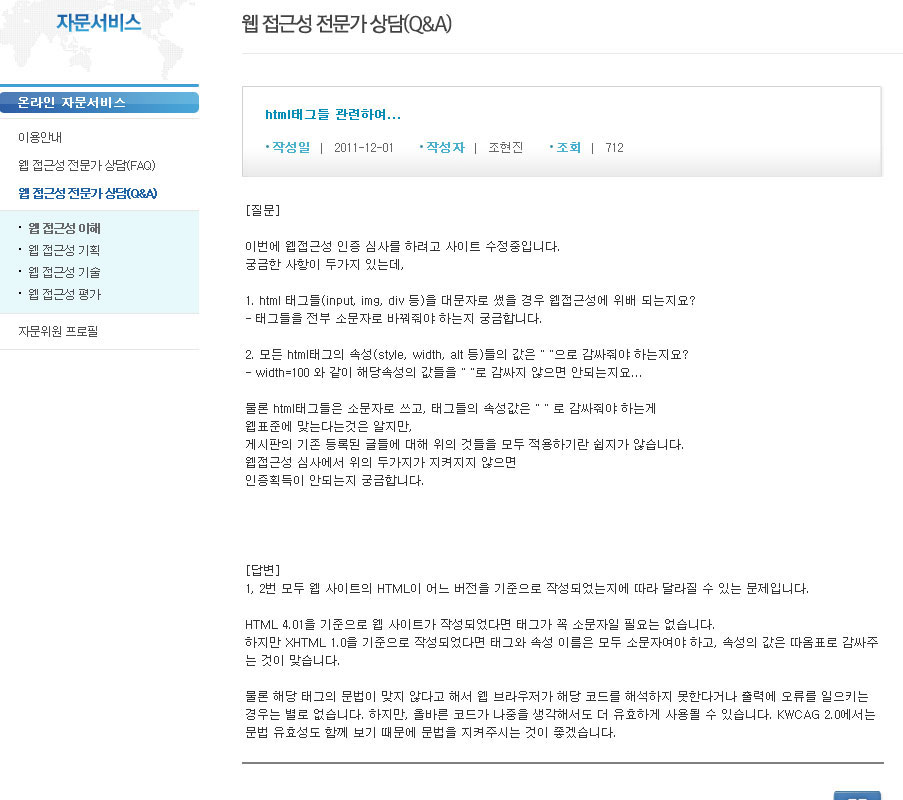 자문서비스
웹 접근성 전문가 상담(Q&A)
온라인 자문서비스
이용안내
웹 접근성 전문가 상담(FAQ)
웹 접근성 전문가 상담(Q&A)
· 웹 접근성 이해
· 웹 접근성 기획
· 웹 접근성 기술
· 웹 접근성 평가
자문위원 프로필
html태그들 관련하여...
· 작성일 | 2011-12-01 · 작성자 | 조현진 · 조회 | 712
[질문]
이번에 웹접근성 인증 심사를 하려고 사이트 수정중입니다.
궁금한 사항이 두가지 있는데,
1. html 태그들(input, img, div 등)을 대문자로 썼을 경우 웹접근성에 위배 되는지요?
- 태그들을 전부 소문자로 바꿔줘야 하는지 궁금합니다.
2. 모든 html태그의 속성(style, width, alt 등)들의 값은 " "으로 감싸줘야 하는지요?
- width=100 와 같이 해당속성의 값들을 " "로 감싸지 않으면 안되는지요...
물론 html태그들은 소문자로 쓰고, 태그들의 속성값은 " " 로 감싸줘야 하는게
웹표준에 맞는다는것은 알지만,
게시판의 기존 등록된 글들에 대해 위의 것들을 모두 적용하기란 쉽지가 않습니다.
웹접근성 심사에서 위의 두가지가 지켜지지 않으면
인증획득이 안되는지 궁금합니다.
[답변]
1, 2번 모두 웹 사이트의 HTML이 어느 버전을 기준으로 작성되었는지에 따라 달라질 수 있는 문제입니다.
HTML 4.01을 기준으로 웹 사이트가 작성되었다면 태그가 꼭 소문자일 필요는 없습니다.
하지만 XHTML 1.0을 기준으로 작성되었다면 태그와 속성 이름은 모두 소문자여야 하고, 속성의 값은 따옴표로 감싸주
는 것이 맞습니다.
물론 해당 태그의 문법이 맞지 않다고 해서 웹 브라우저가 해당 코드를 해석하지 못한다거나 출력에 오류를 일으키는
경우는 별로 없습니다. 하지만, 올바른 코드가 나중을 생각해서도 더 유효하게 사용될 수 있습니다. KWCAG 2.0에서는
문법 유효성도 함께 보기 때문에 문법을 지켜주시는 것이 좋겠습니다.